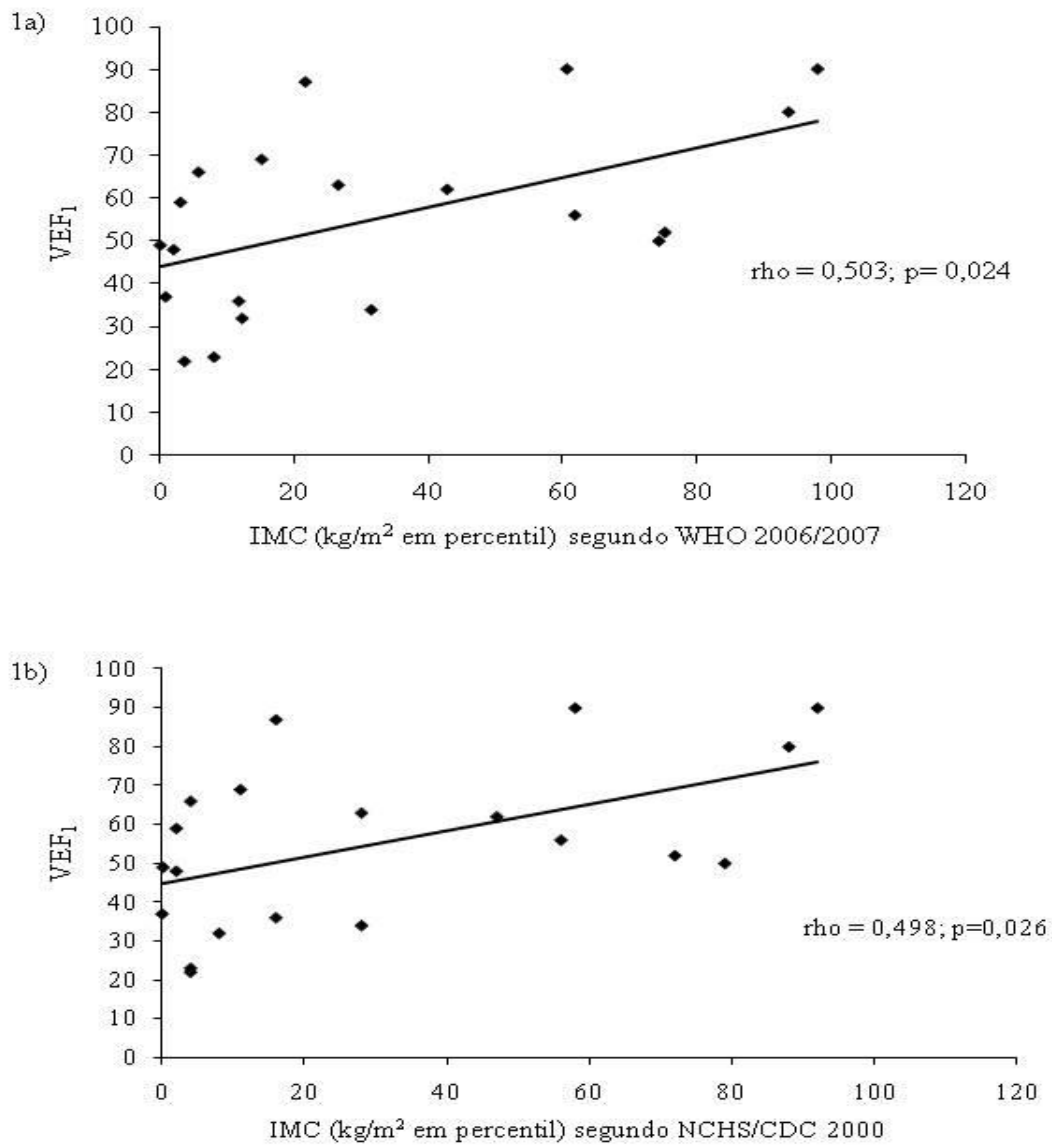 1a)
100
90
80
70
60
50
40
30
20
10
0
VEF₁
rho = 0,503; p= 0,024
0 20 40 60 80 100 120
IMC (kg/m² em percentil) segundo WHO 2006/2007
1b)
100
90
80
70
60
50
40
30
20
10
0
VEF₁
rho = 0,498; p=0,026
0 20 40 60 80 100 120
IMC (kg/m² em percentil) segundo NCHS/CDC 2000